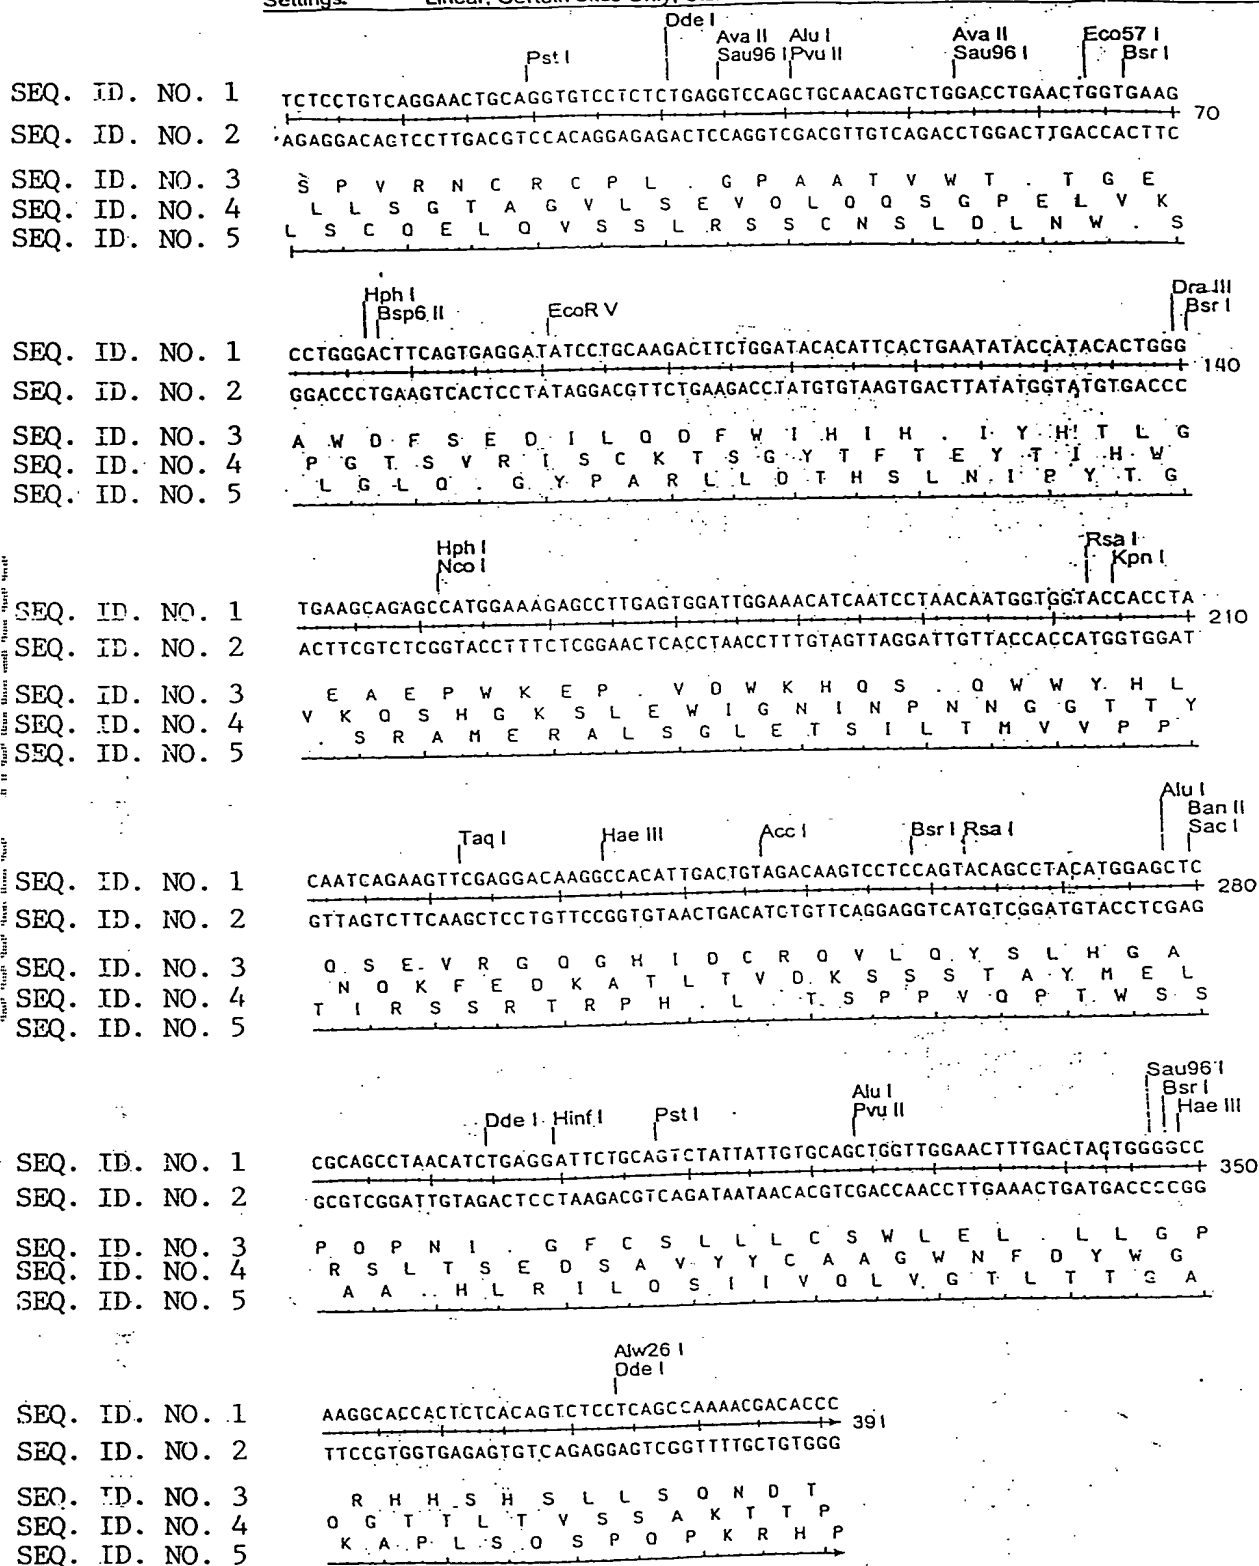 Dde I
Ava II Alu I Ava II Eco57 I
Pst I Sau96 I Pvu II Sau96 I Bsr I
SEQ. ID. NO. 1 TCTCCTGTCAGGAACTGCAGGTGTCCTCTCTGAGGTCCAGCTGCAACAGTCTGGACCTGAACTGGTGAAG
70
SEQ. ID. NO. 2 AGAGGACAGTCCTTGACGTCCACAGGAGAGACTCCAGGTCGACGTTGTCAGACCTGGACTTGACCACTTC
SEQ. ID. NO. 3 S P V R N C R C P L . G P A A T V W T . T G E
SEQ. ID. NO. 4 L L S G T A G V L S E V Q L Q Q S G P E L V K
SEQ. ID. NO. 5 L S C Q E L Q V S S L R S S C N S L D L N W . S
Hph I Dra III
Bsp6 II EcoR V Bsr I
SEQ. ID. NO. 1 CCTGGGACTTCAGTGAGGATATCCTGCAAGACTTCTGGATACACATTCACTGAATATACCATACACTGGG
140
SEQ. ID. NO. 2 GGACCCTGAAGTCACTCCTATAGGACGTTCTGAAGACCTATGTGTAAGTGACTTATATGGTATGTGACCC
SEQ. ID. NO. 3 A W D F S E D I L Q D F W I H I H . I Y H T L G
SEQ. ID. NO. 4 P G T S V R I S C K T S G Y T F T E Y T I H W
SEQ. ID. NO. 5 L G L Q . G Y P A R L L D T H S L N I P Y T G
Hph I Rsa I
Nco I Kpn I
SEQ. ID. NO. 1 TGAAGCAGAGCCATGGAAAGAGCCTTGAGTGGATTGGAAACATCAATCCTAACAATGGTGGTACCACCTA
210
SEQ. ID. NO. 2 ACTTCGTCTCGGTACCTTTCTCGGAACTCACCTAACCTTTGTAGTTAGGATTGTTACCACCATGGTGGAT
SEQ. ID. NO. 3 E A E P W K E P . V D W K H Q S . Q W W Y H L
SEQ. ID. NO. 4 V K Q S H G K S L E W I G N I N P N N G G T T Y
SEQ. ID. NO. 5 . S R A M E R A L S G L E T S I L T M V V P P
Alu I
Ban II
Taq I Hae III Acc I Bsr I Rsa I Sac I
SEQ. ID. NO. 1 CAATCAGAAGTTCGAGGACAAGGCCACATTGACTGTAGACAAGTCCTCCAGTACAGCCTACATGGAGCTC
280
SEQ. ID. NO. 2 GTTAGTCTTCAAGCTCCTGTTCCGGTGTAACTGACATCTGTTCAGGAGGTCATGTCGGATGTACCTCGAG
SEQ. ID. NO. 3 Q S E V R G Q G H I D C R Q V L Q Y S L H G A
SEQ. ID. NO. 4 N Q K F E D K A T L T V D K S S S T A Y M E L
SEQ. ID. NO. 5 T I R S S R T R P H . L . T S P P V Q P T W S S
Sau96 I
Alu I Bsr I
Dde I Hinf I Pst I Pvu II Hae III
SEQ. ID. NO. 1 CGCAGCCTAACATCTGAGGATTCTGCAGTCTATTATTGTGCAGCTGGTTGGAACTTTGACTACTGGGGCC
350
SEQ. ID. NO. 2 GCGTCGGATTGTAGACTCCTAAGACGTCAGATAATAACACGTCGACCAACCTTGAAACTGATGACCCCGG
SEQ. ID. NO. 3 P Q P N I . G F C S L L L C S W L E L . L L G P
SEQ. ID. NO. 4 R S L T S E D S A V Y Y C A A G W N F D Y W G
SEQ. ID. NO. 5 A A . H L R I L Q S I I V Q L V G T L T T G A
Alw26 I
Dde I
SEQ. ID. NO. 1 AAGGCACCACTCTCACAGTCTCCTCAGCCAAAACGACACCC
391
SEQ. ID. NO. 2 TTCCGTGGTGAGAGTGTCAGAGGAGTCGGTTTTGCTGTGGG
SEQ. ID. NO. 3 R H H S H S L L S Q N D T
SEQ. ID. NO. 4 Q G T T L T V S S A K T T P
SEQ. ID. NO. 5 K A P L S Q S P Q P K R H P